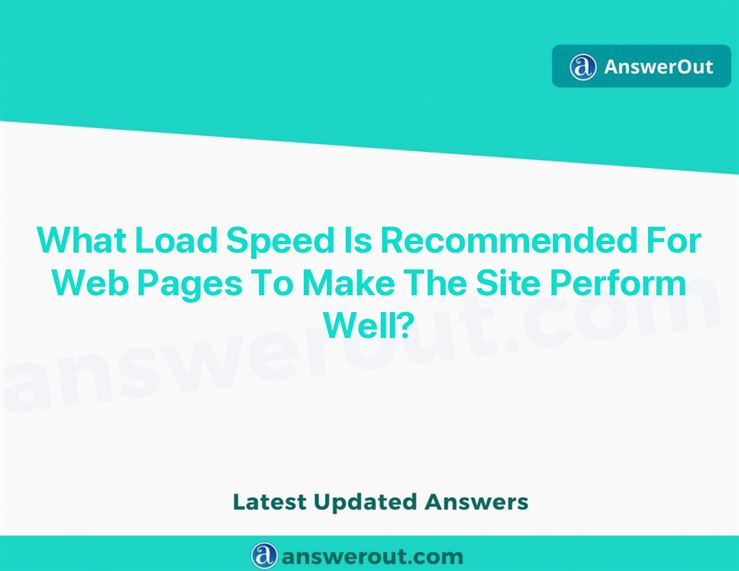 AnswerOut
What Load Speed Is Recommended For
Web Pages To Make The Site Perform
Well?
answerout.com
Latest Updated Answers
answerout.com